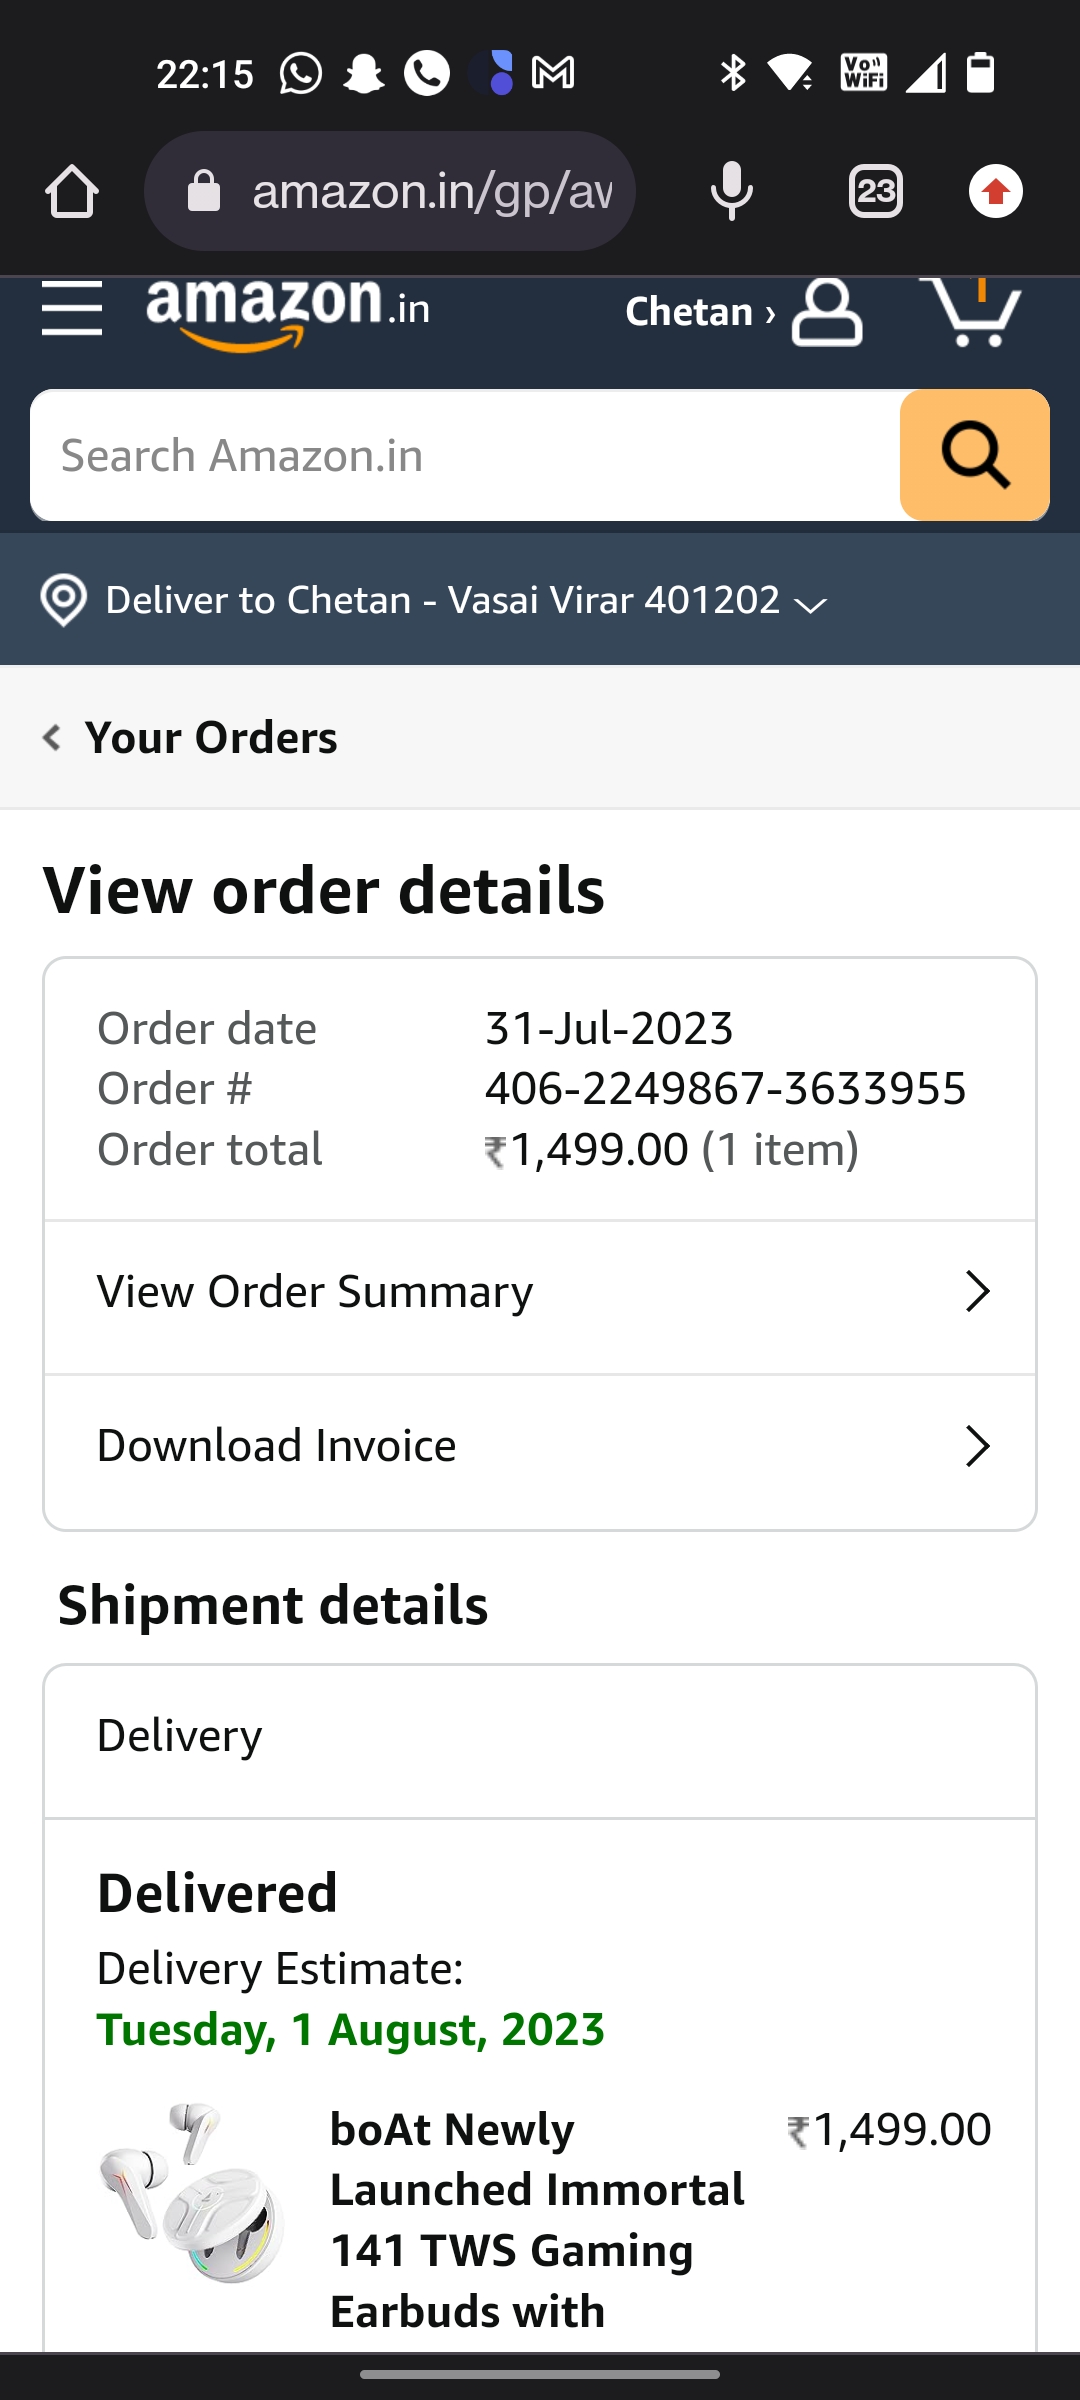 22:15 Vo)) WiFi
amazon.in/gp/av 23
amazon.in Chetan ›
Search Amazon.in
Deliver to Chetan - Vasai Virar 401202
Your Orders
View order details
Order date 31-Jul-2023
Order # 406-2249867-3633955
Order total ₹1,499.00 (1 item)
View Order Summary
Download Invoice
Shipment details
Delivery
Delivered
Delivery Estimate:
Tuesday, 1 August, 2023
boAt Newly ₹1,499.00
Launched Immortal
141 TWS Gaming
Earbuds with